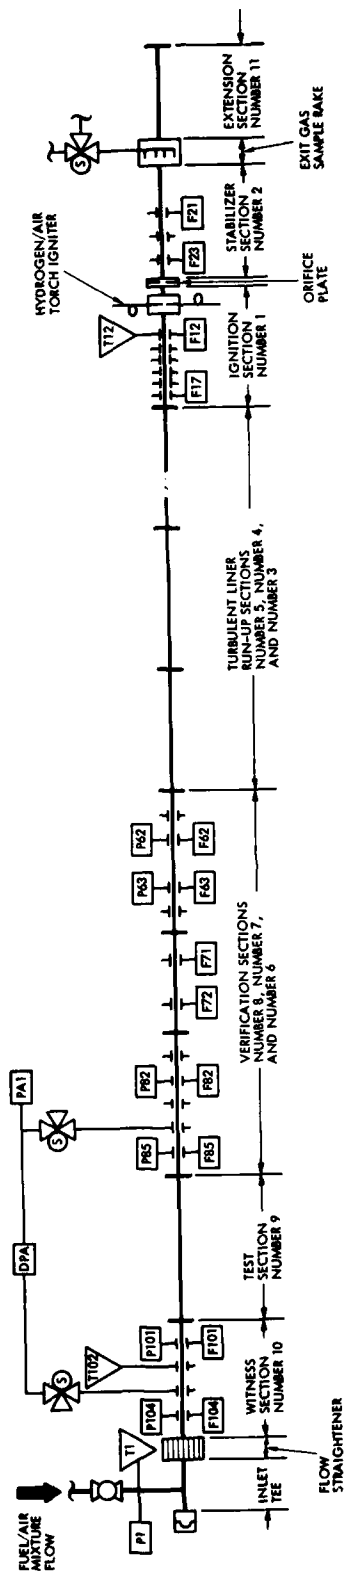 FUEL/AIR
MIXTURE
FLOW
P1
T1
INLET
TEE
FLOW
STRAIGHTENER
P104
F104
T102
P101
F101
WITNESS
SECTION
NUMBER 10
S
DPA
PA1
S
TEST
SECTION
NUMBER 9
P85
F85
P82
F82
F72
F71
P63
F63
P62
F62
VERIFICATION SECTIONS
NUMBER 8, NUMBER 7,
AND NUMBER 6
TURBULENT LINER
RUN-UP SECTIONS
NUMBER 5, NUMBER 4,
AND NUMBER 3
F17
T12
F12
IGNITION
SECTION
NUMBER 1
HYDROGEN/AIR
TORCH IGNITER
ORIFICE
PLATE
F23
F21
STABILIZER
SECTION
NUMBER 2
S
EXIT GAS
SAMPLE RAKE
EXTENSION
SECTION
NUMBER 11